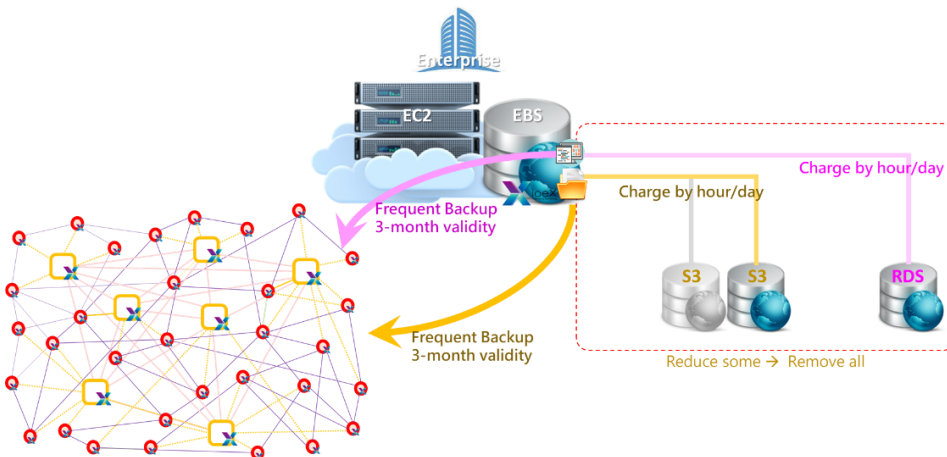 Enterprise
EC2
EBS
Charge by hour/day
Charge by hour/day
Frequent Backup
3-month validity
S3
S3
RDS
Frequent Backup
3-month validity
Reduce some → Remove all